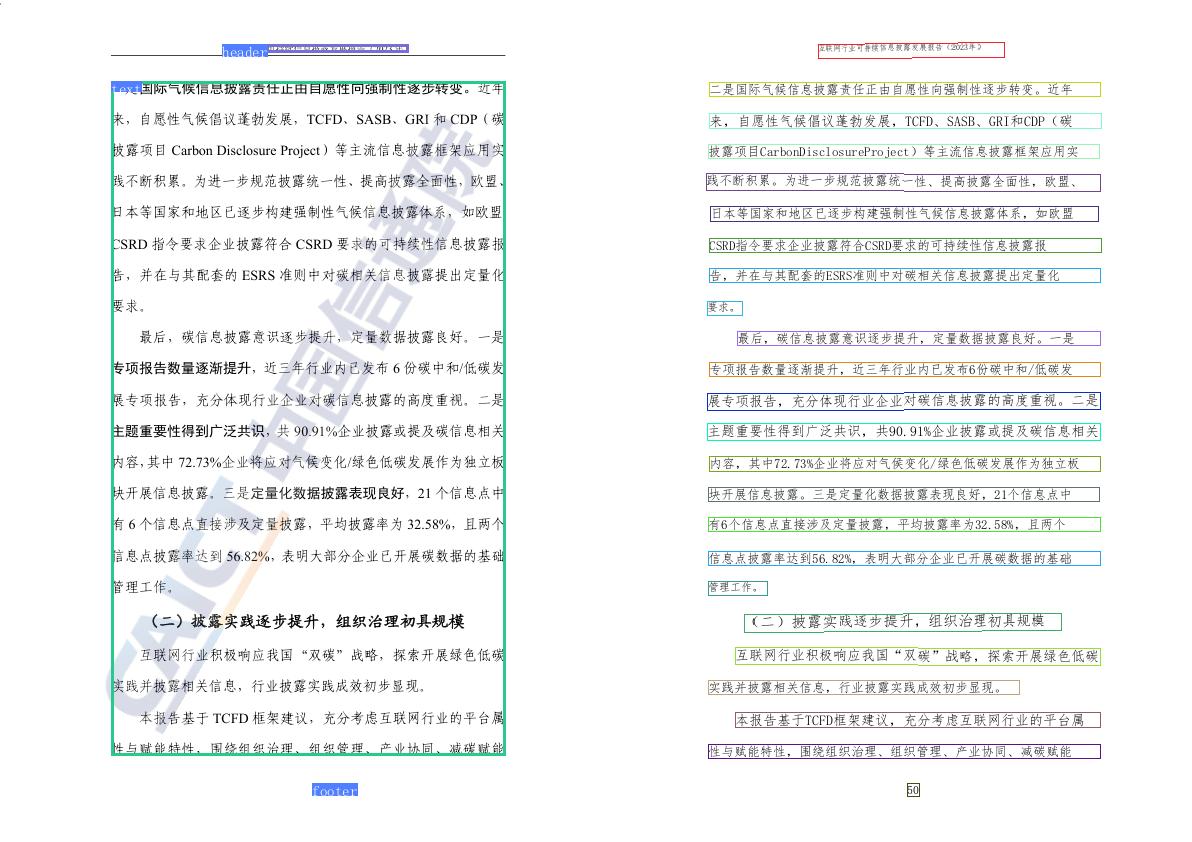 header
text国际气候信息披露责任正由自愿性向强制性逐步转变。近年
来，自愿性气候倡议蓬勃发展，TCFD、SASB、GRI 和 CDP（碳
披露项目 Carbon Disclosure Project）等主流信息披露框架应用实
践不断积累。为进一步规范披露统一性、提高披露全面性，欧盟、
日本等国家和地区已逐步构建强制性气候信息披露体系，如欧盟
CSRD 指令要求企业披露符合 CSRD 要求的可持续性信息披露报
告，并在与其配套的 ESRS 准则中对碳相关信息披露提出定量化
要求。
最后，碳信息披露意识逐步提升，定量数据披露良好。一是
专项报告数量逐渐提升，近三年行业内已发布 6 份碳中和/低碳发
展专项报告，充分体现行业企业对碳信息披露的高度重视。二是
主题重要性得到广泛共识，共 90.91%企业披露或提及碳信息相关
内容，其中 72.73%企业将应对气候变化/绿色低碳发展作为独立板
块开展信息披露。三是定量化数据披露表现良好，21 个信息点中
有 6 个信息点直接涉及定量披露，平均披露率为 32.58%，且两个
信息点披露率达到 56.82%，表明大部分企业已开展碳数据的基础
管理工作。
（二）披露实践逐步提升，组织治理初具规模
互联网行业积极响应我国“双碳”战略，探索开展绿色低碳
实践并披露相关信息，行业披露实践成效初步显现。
本报告基于 TCFD 框架建议，充分考虑互联网行业的平台属
性与赋能特性，围绕组织治理、组织管理、产业协同、减碳赋能
footer
CAICT 中国信通院
互联网行业可持续信息披露发展报告（2023年）
二是国际气候信息披露责任正由自愿性向强制性逐步转变。近年
来，自愿性气候倡议蓬勃发展，TCFD、SASB、GRI和CDP（碳
披露项目CarbonDisclosureProject）等主流信息披露框架应用实
践不断积累。为进一步规范披露统一性、提高披露全面性，欧盟、
日本等国家和地区已逐步构建强制性气候信息披露体系，如欧盟
CSRD指令要求企业披露符合CSRD要求的可持续性信息披露报
告，并在与其配套的ESRS准则中对碳相关信息披露提出定量化
要求。
最后，碳信息披露意识逐步提升，定量数据披露良好。一是
专项报告数量逐渐提升，近三年行业内已发布6份碳中和/低碳发
展专项报告，充分体现行业企业对碳信息披露的高度重视。二是
主题重要性得到广泛共识，共90.91%企业披露或提及碳信息相关
内容，其中72.73%企业将应对气候变化/绿色低碳发展作为独立板
块开展信息披露。三是定量化数据披露表现良好，21个信息点中
有6个信息点直接涉及定量披露，平均披露率为32.58%，且两个
信息点披露率达到56.82%，表明大部分企业已开展碳数据的基础
管理工作。
（二）披露实践逐步提升，组织治理初具规模
互联网行业积极响应我国“双碳”战略，探索开展绿色低碳
实践并披露相关信息，行业披露实践成效初步显现。
本报告基于TCFD框架建议，充分考虑互联网行业的平台属
性与赋能特性，围绕组织治理、组织管理、产业协同、减碳赋能
50